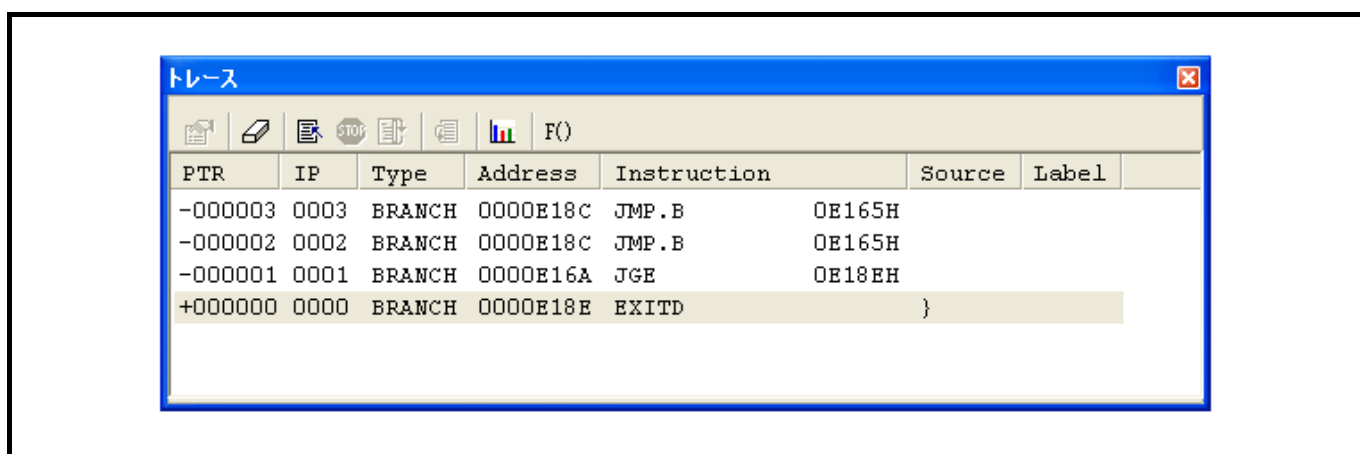 トレース
STOP F()
PTR IP Type Address Instruction Source Label
-000003 0003 BRANCH 0000E18C JMP.B 0E165H
-000002 0002 BRANCH 0000E18C JMP.B 0E165H
-000001 0001 BRANCH 0000E16A JGE 0E18EH
+000000 0000 BRANCH 0000E18E EXITD }